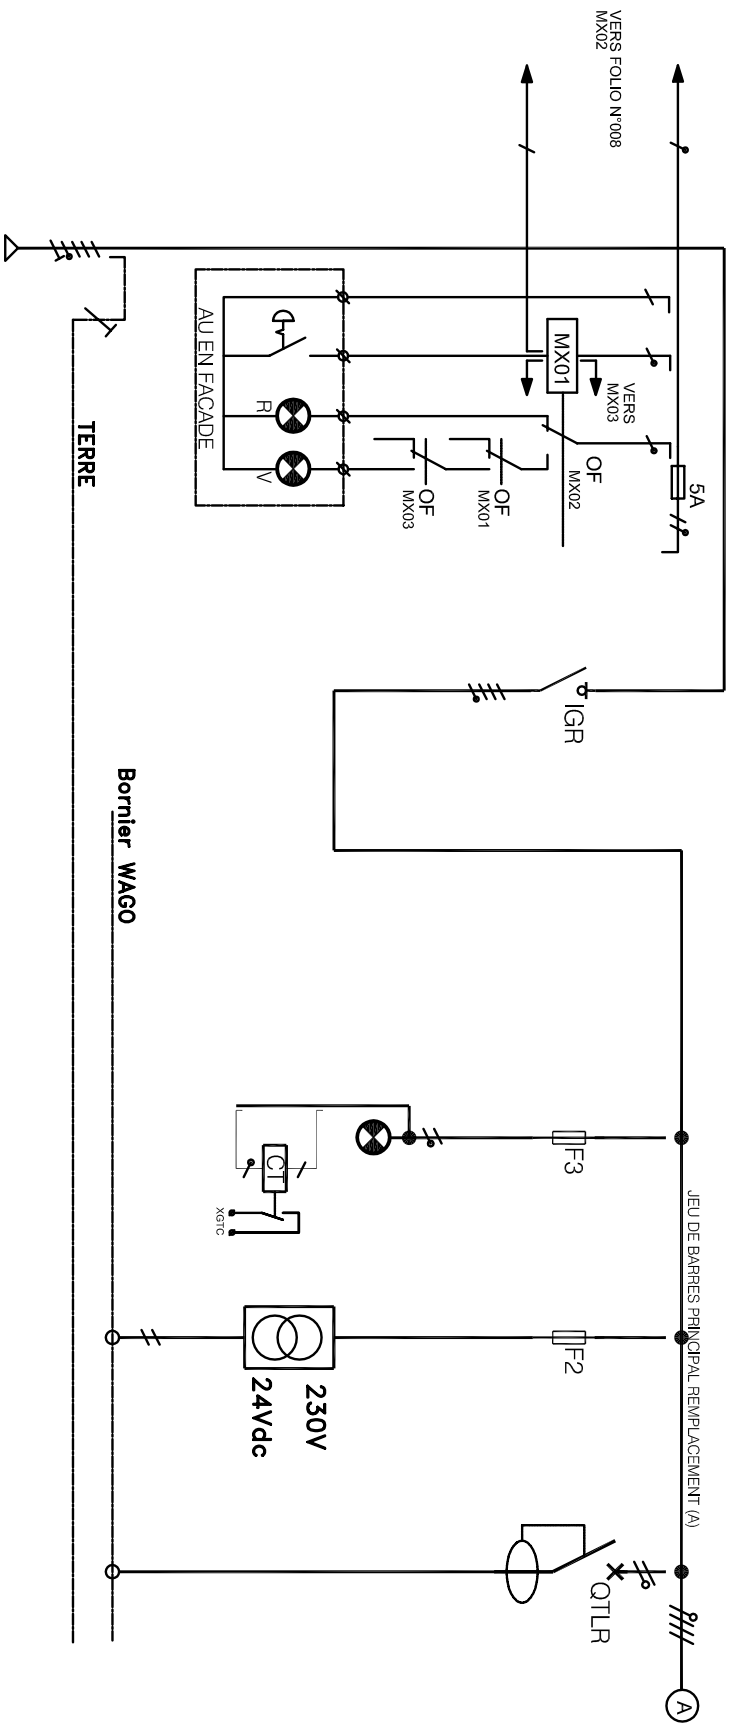 VERS FOLIO N°008
MX02
5A
VERS
MX03
MX01
OF
MX02
OF
MX01
OF
MX03
AU EN FACADE
R
V
TERRE
IGR
Bornier WAGO
JEU DE BARRES PRINCIPAL REMPLACEMENT (A)
F3
CT
XGTC
F2
230V
24Vdc
QTLR
A